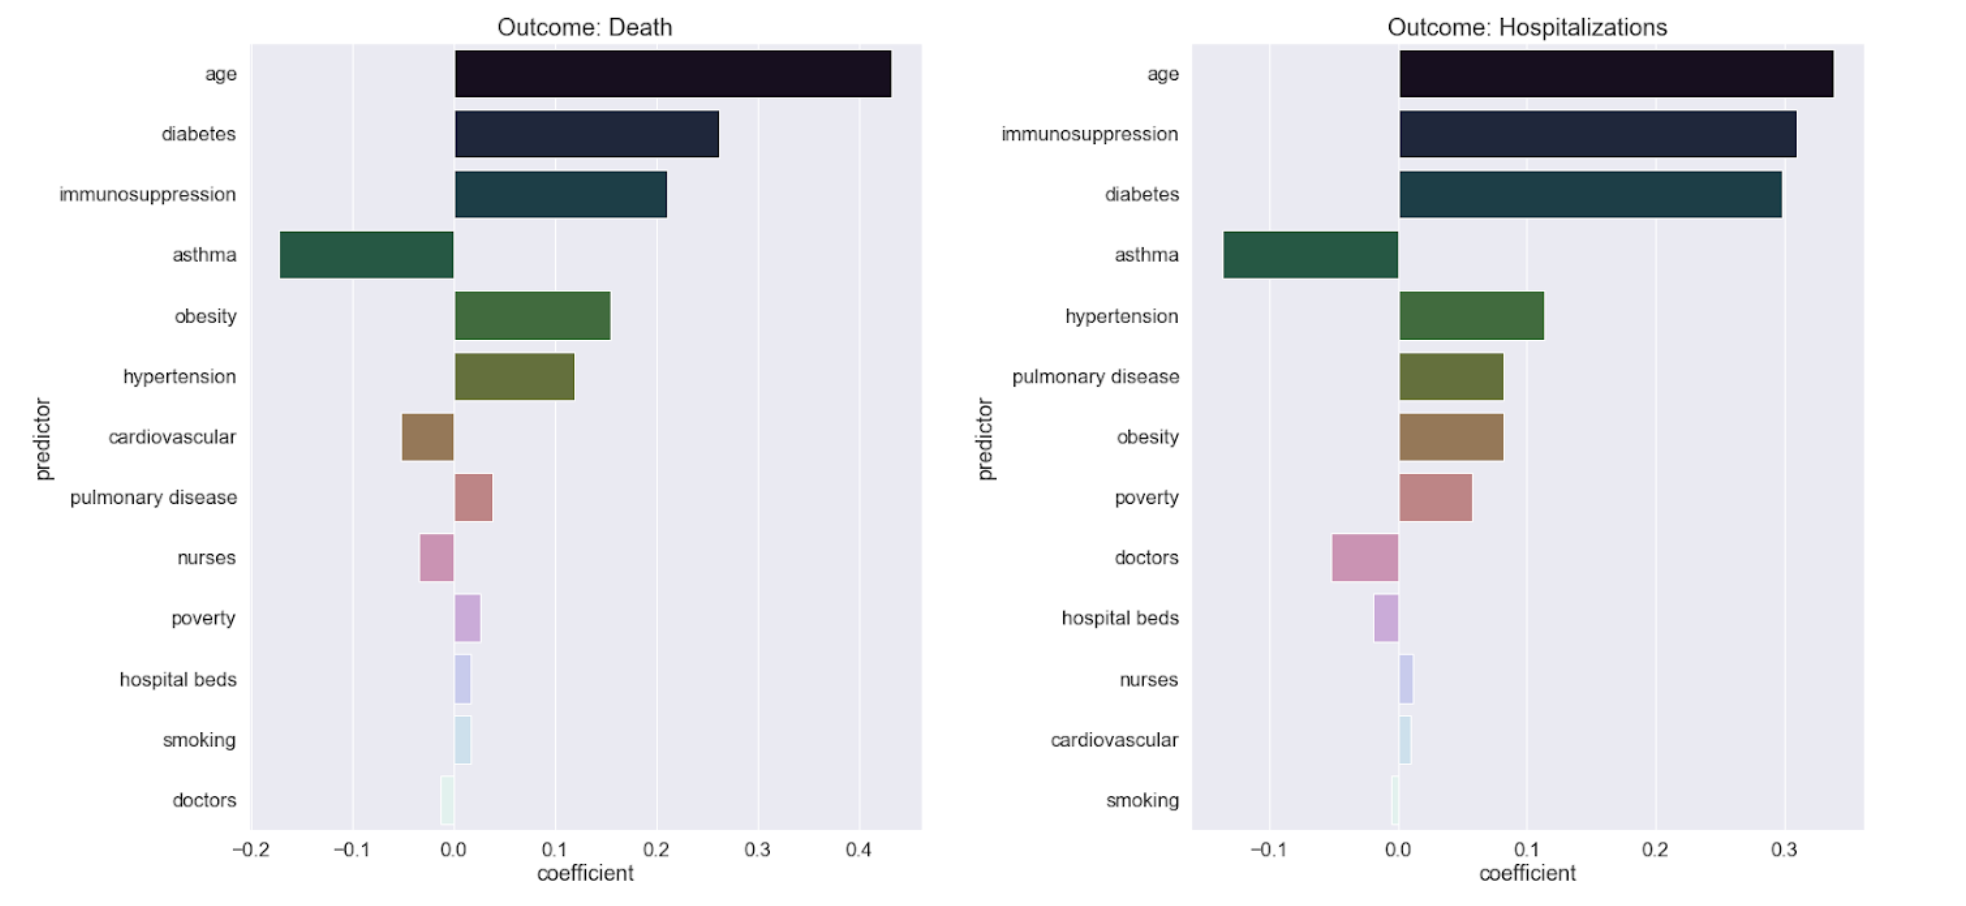 Outcome: Death
age
diabetes
immunosuppression
asthma
obesity
hypertension
cardiovascular
pulmonary disease
nurses
poverty
hospital beds
smoking
doctors
predictor
−0.2 −0.1 0.0 0.1 0.2 0.3 0.4
coefficient
Outcome: Hospitalizations
age
immunosuppression
diabetes
asthma
hypertension
pulmonary disease
obesity
poverty
doctors
hospital beds
nurses
cardiovascular
smoking
predictor
−0.1 0.0 0.1 0.2 0.3
coefficient